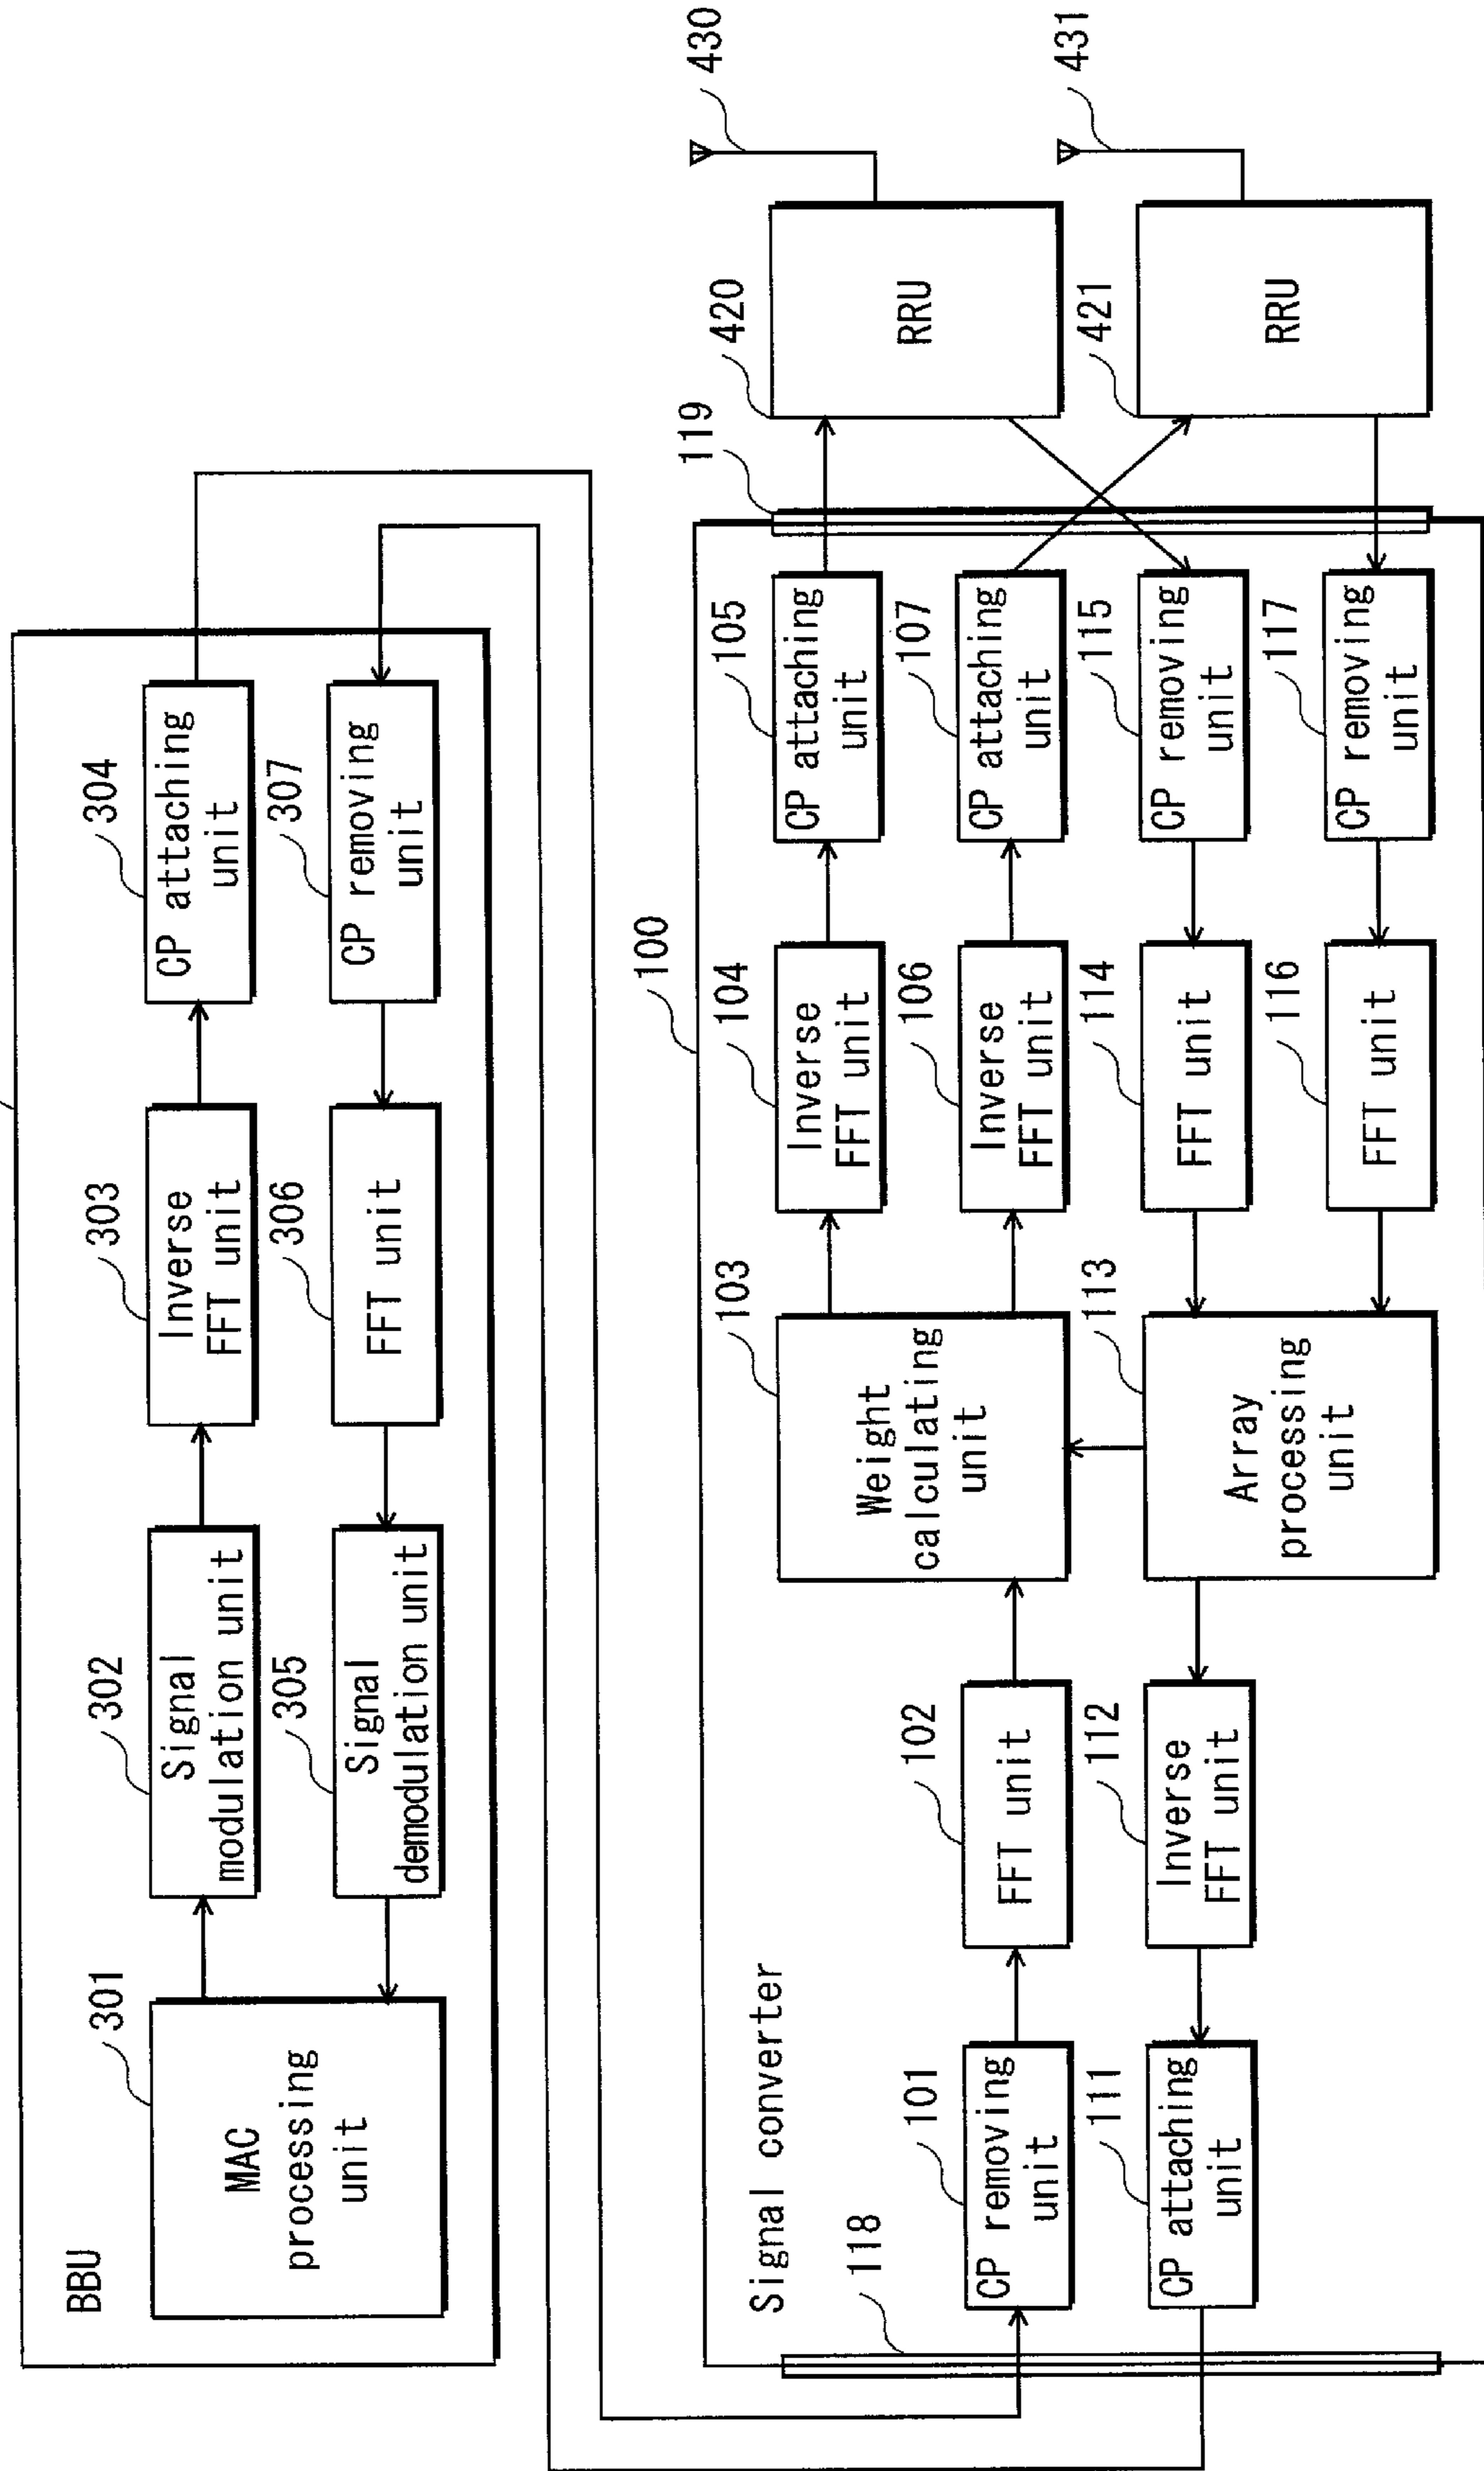 BBU
301
MAC
processing
unit
302
Signal
modulation unit
303
Inverse
FFT unit
304
CP attaching
unit
305
Signal
demodulation unit
306
FFT unit
307
CP removing
unit
Signal converter
100
118
119
101
CP removing
unit
102
FFT unit
103
Weight
calculating
unit
104
Inverse
FFT unit
105
CP attaching
unit
106
Inverse
FFT unit
107
CP attaching
unit
111
CP attaching
unit
112
Inverse
FFT unit
113
Array
processing
unit
114
FFT unit
115
CP removing
unit
116
FFT unit
117
CP removing
unit
420
RRU
430
421
RRU
431